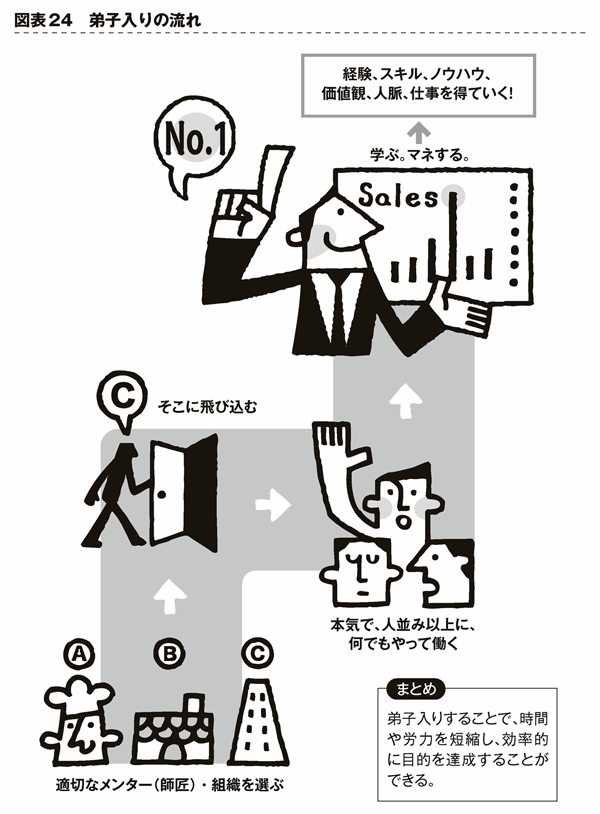 図表24　弟子入りの流れ
経験、スキル、ノウハウ、
価値観、人脈、仕事を得ていく!
学ぶ。マネする。
No.1
Sales
C
そこに飛び込む
本気で、人並み以上に、
何でもやって働く
A
B
C
適切なメンター(師匠)・組織を選ぶ
まとめ
弟子入りすることで、時間
や労力を短縮し、効率的
に目的を達成することが
できる。